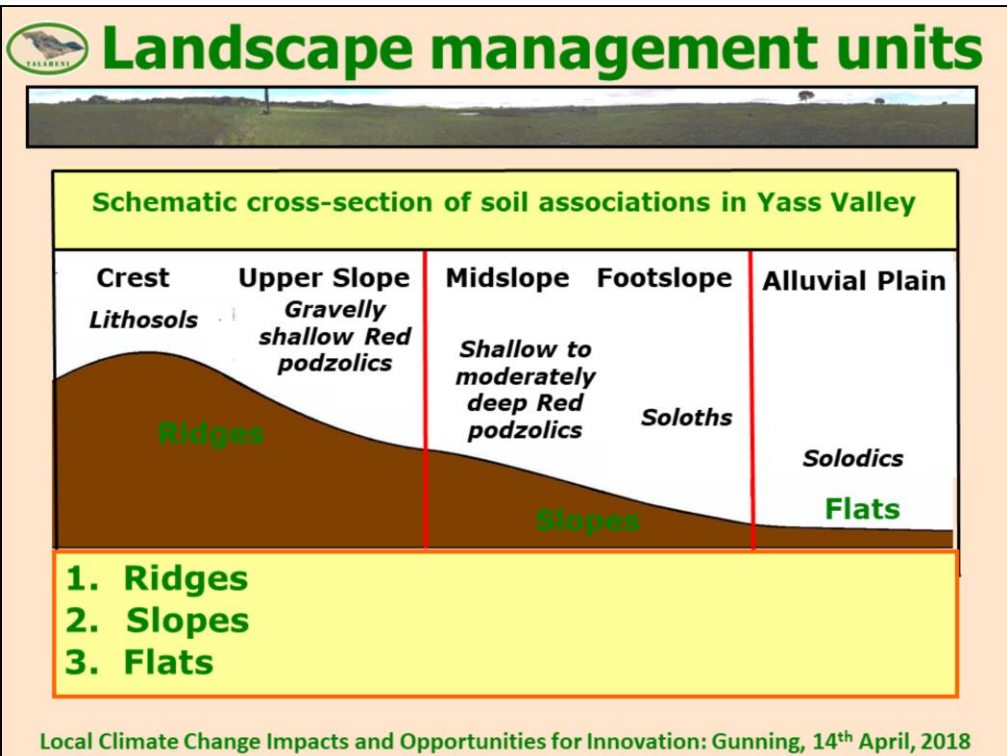 TALAHENI
Landscape management units
Schematic cross-section of soil associations in Yass Valley
Crest
Lithosols
Upper Slope
Gravelly
shallow Red
podzolics
Midslope
Shallow to
moderately
deep Red
podzolics
Footslope
Soloths
Alluvial Plain
Solodics
Ridges
Slopes
Flats
1. Ridges
2. Slopes
3. Flats
Local Climate Change Impacts and Opportunities for Innovation: Gunning, 14th April, 2018